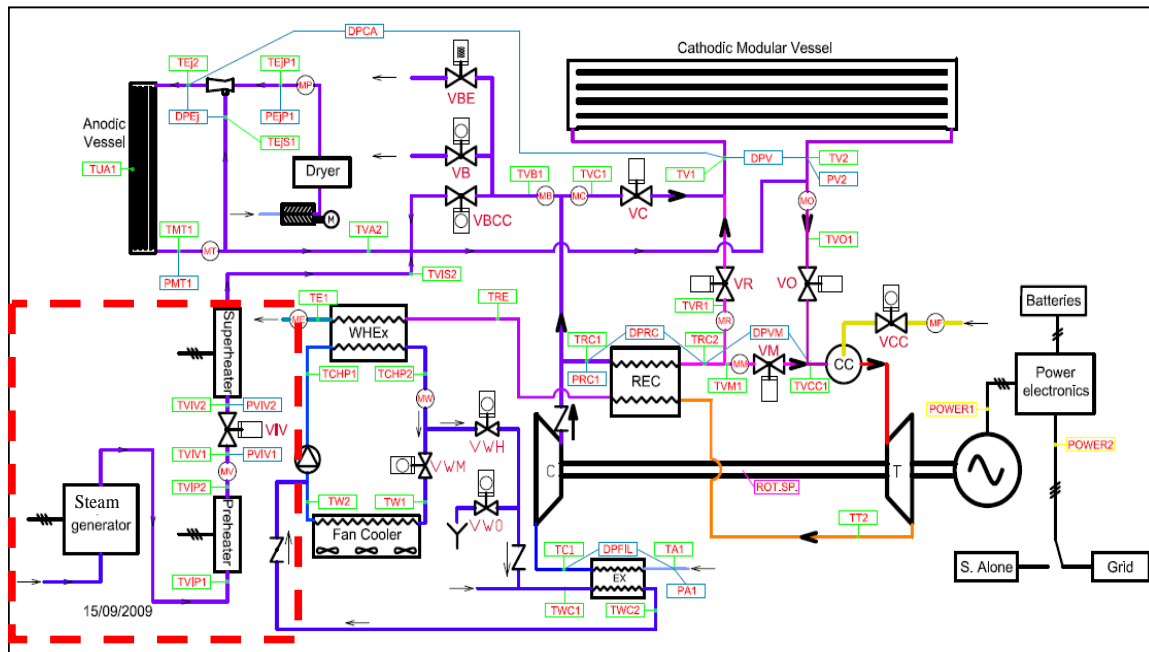 DPCA
Cathodic Modular Vessel
TEj2
TEjP1
MP
VBE
DPEj
PEjP1
Anodic
Vessel
TEjS1
TUA1
Dryer
M
VB
TVB1
TVC1
TV1
DPV
TV2
PV2
MB
MC
VC
VBCC
MO
TMT1
MT
TVA2
TVO1
PMT1
TVIS2
VR
VO
Batteries
TE1
TRE
TVR1
ME
WHEx
MR
VCC
MF
Superheater
TRC1
DPRC
TRC2
DPVM
VM
CC
Power
electronics
TCHP1
TCHP2
PRC1
REC
MM
TVM1
TVCC1
TVIV2
PVIV2
MW
POWER1
VIV
VWH
TVIV1
PVIV1
VWM
POWER2
MV
C
T
TVIP2
ROT.SP.
Steam
generator
Preheater
TW2
TW1
VWO
Fan Cooler
TT2
TC1
DPFIL
TA1
TVIP1
EX
PA1
S. Alone
Grid
15/09/2009
TWC1
TWC2